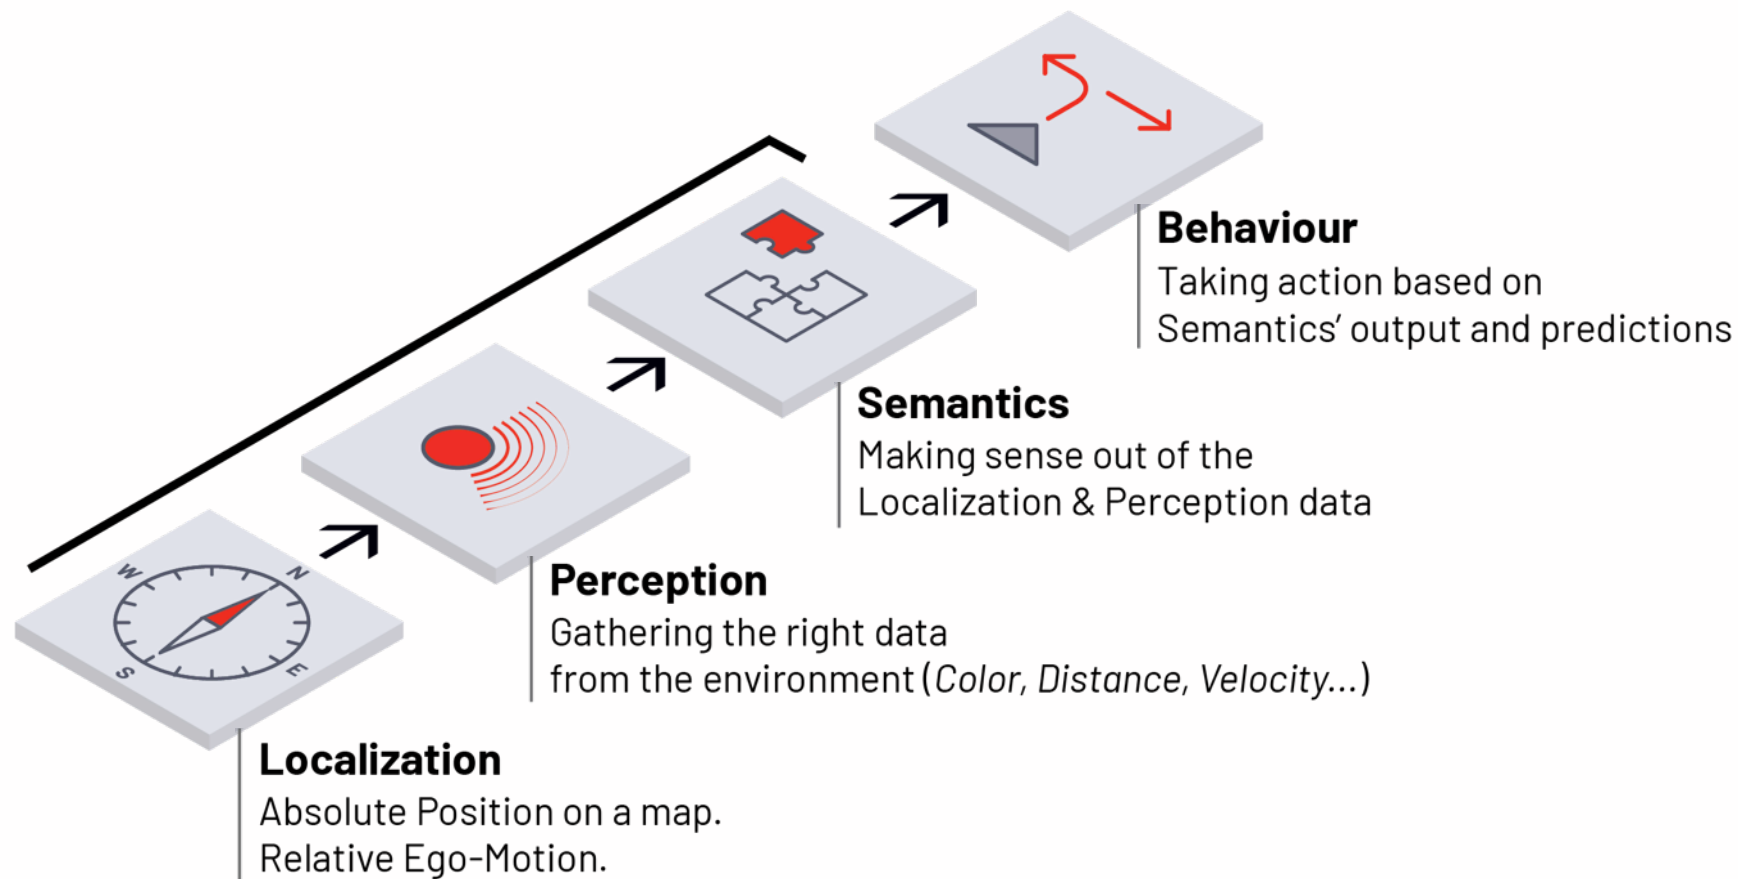 Behaviour
Taking action based on
Semantics' output and predictions
Semantics
Making sense out of the
Localization & Perception data
Perception
Gathering the right data
from the environment (Color, Distance, Velocity...)
W
N
S
E
Localization
Absolute Position on a map.
Relative Ego-Motion.